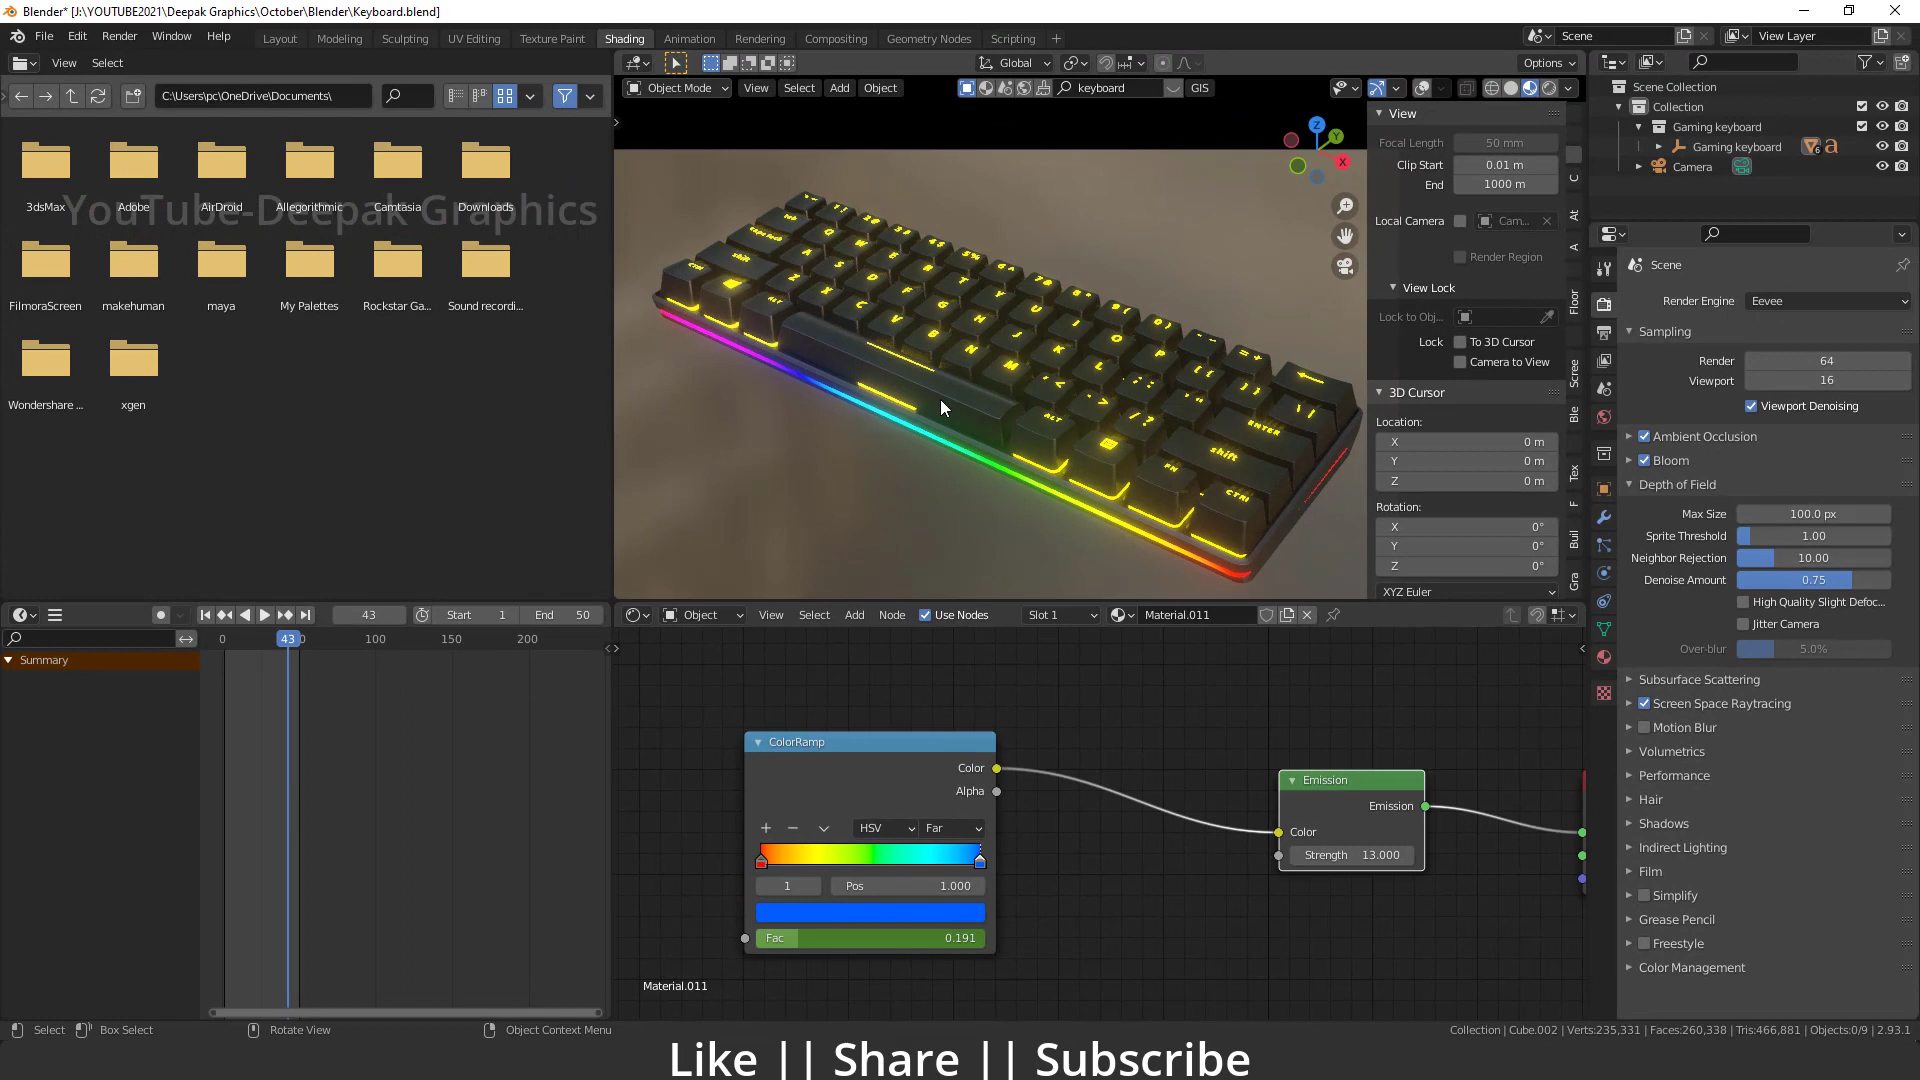 Blender* [J:\YOUTUBE2021\Deepak Graphics\October\Blender\Keyboard.blend]
File Edit Render Window Help
Layout Modeling Sculpting UV Editing Texture Paint Shading Animation Rendering Compositing Geometry Nodes Scripting
Scene
View Layer
View Select
C:\Users\pc\OneDrive\Documents\
3dsMax Adobe AirDroid Allegorithmic Camtasia Downloads
YouTube-Deepak Graphics
FilmoraScreen makehuman maya My Palettes Rockstar Ga... Sound recordi...
Wondershare ... xgen
Global
Options
Object Mode View Select Add Object
keyboard
GIS
Z
Y
X
View
Focal Length 50 mm
Clip Start 0.01 m
End 1000 m
Local Camera Cam...
Render Region
View Lock
Lock to Obj...
Lock To 3D Cursor
Camera to View
3D Cursor
Location:
X 0 m
Y 0 m
Z 0 m
Rotation:
X 0°
Y 0°
Z 0°
XYZ Euler
C
At
A
Floor
Scree
Ble
Tex
F
Buil
Gra
Scene Collection
Collection
Gaming keyboard
Gaming keyboard
Camera
Scene
Render Engine Eevee
Sampling
Render 64
Viewport 16
Viewport Denoising
Ambient Occlusion
Bloom
Depth of Field
Max Size 100.0 px
Sprite Threshold 1.00
Neighbor Rejection 10.00
Denoise Amount 0.75
High Quality Slight Defoc...
Jitter Camera
Over-blur 5.0%
Subsurface Scattering
Screen Space Raytracing
Motion Blur
Volumetrics
Performance
Hair
Shadows
Indirect Lighting
Film
Simplify
Grease Pencil
Freestyle
Color Management
43 Start 1 End 50
0 43 100 150 200
Summary
Object View Select Add Node Use Nodes Slot 1 Material.011
ColorRamp
Color
Alpha
HSV Far
1 Pos 1.000
Fac 0.191
Emission
Emission
Color
Strength 13.000
Material.011
Select Box Select Rotate View Object Context Menu
Collection | Cube.002 | Verts:235,331 | Faces:260,338 | Tris:466,881 | Objects:0/9 | 2.93.1
Like || Share || Subscribe